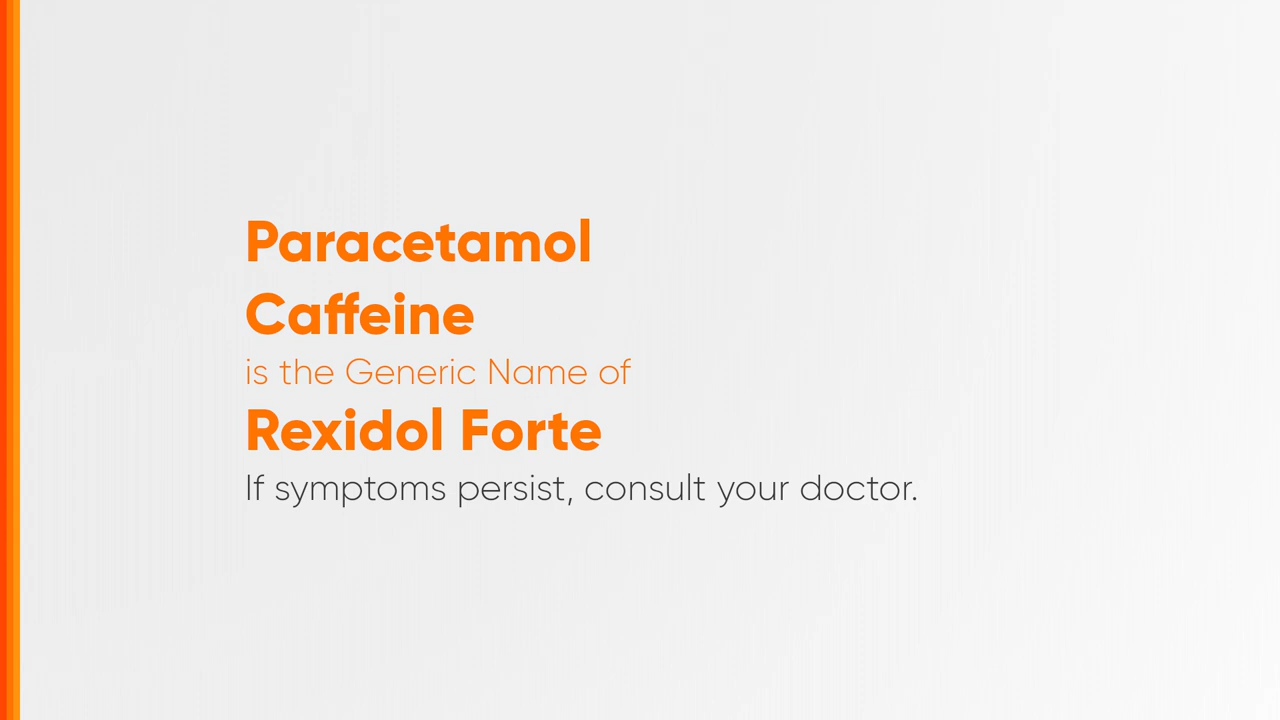 Paracetamol
Caffeine
is the Generic Name of
Rexidol Forte
If symptoms persist, consult your doctor.